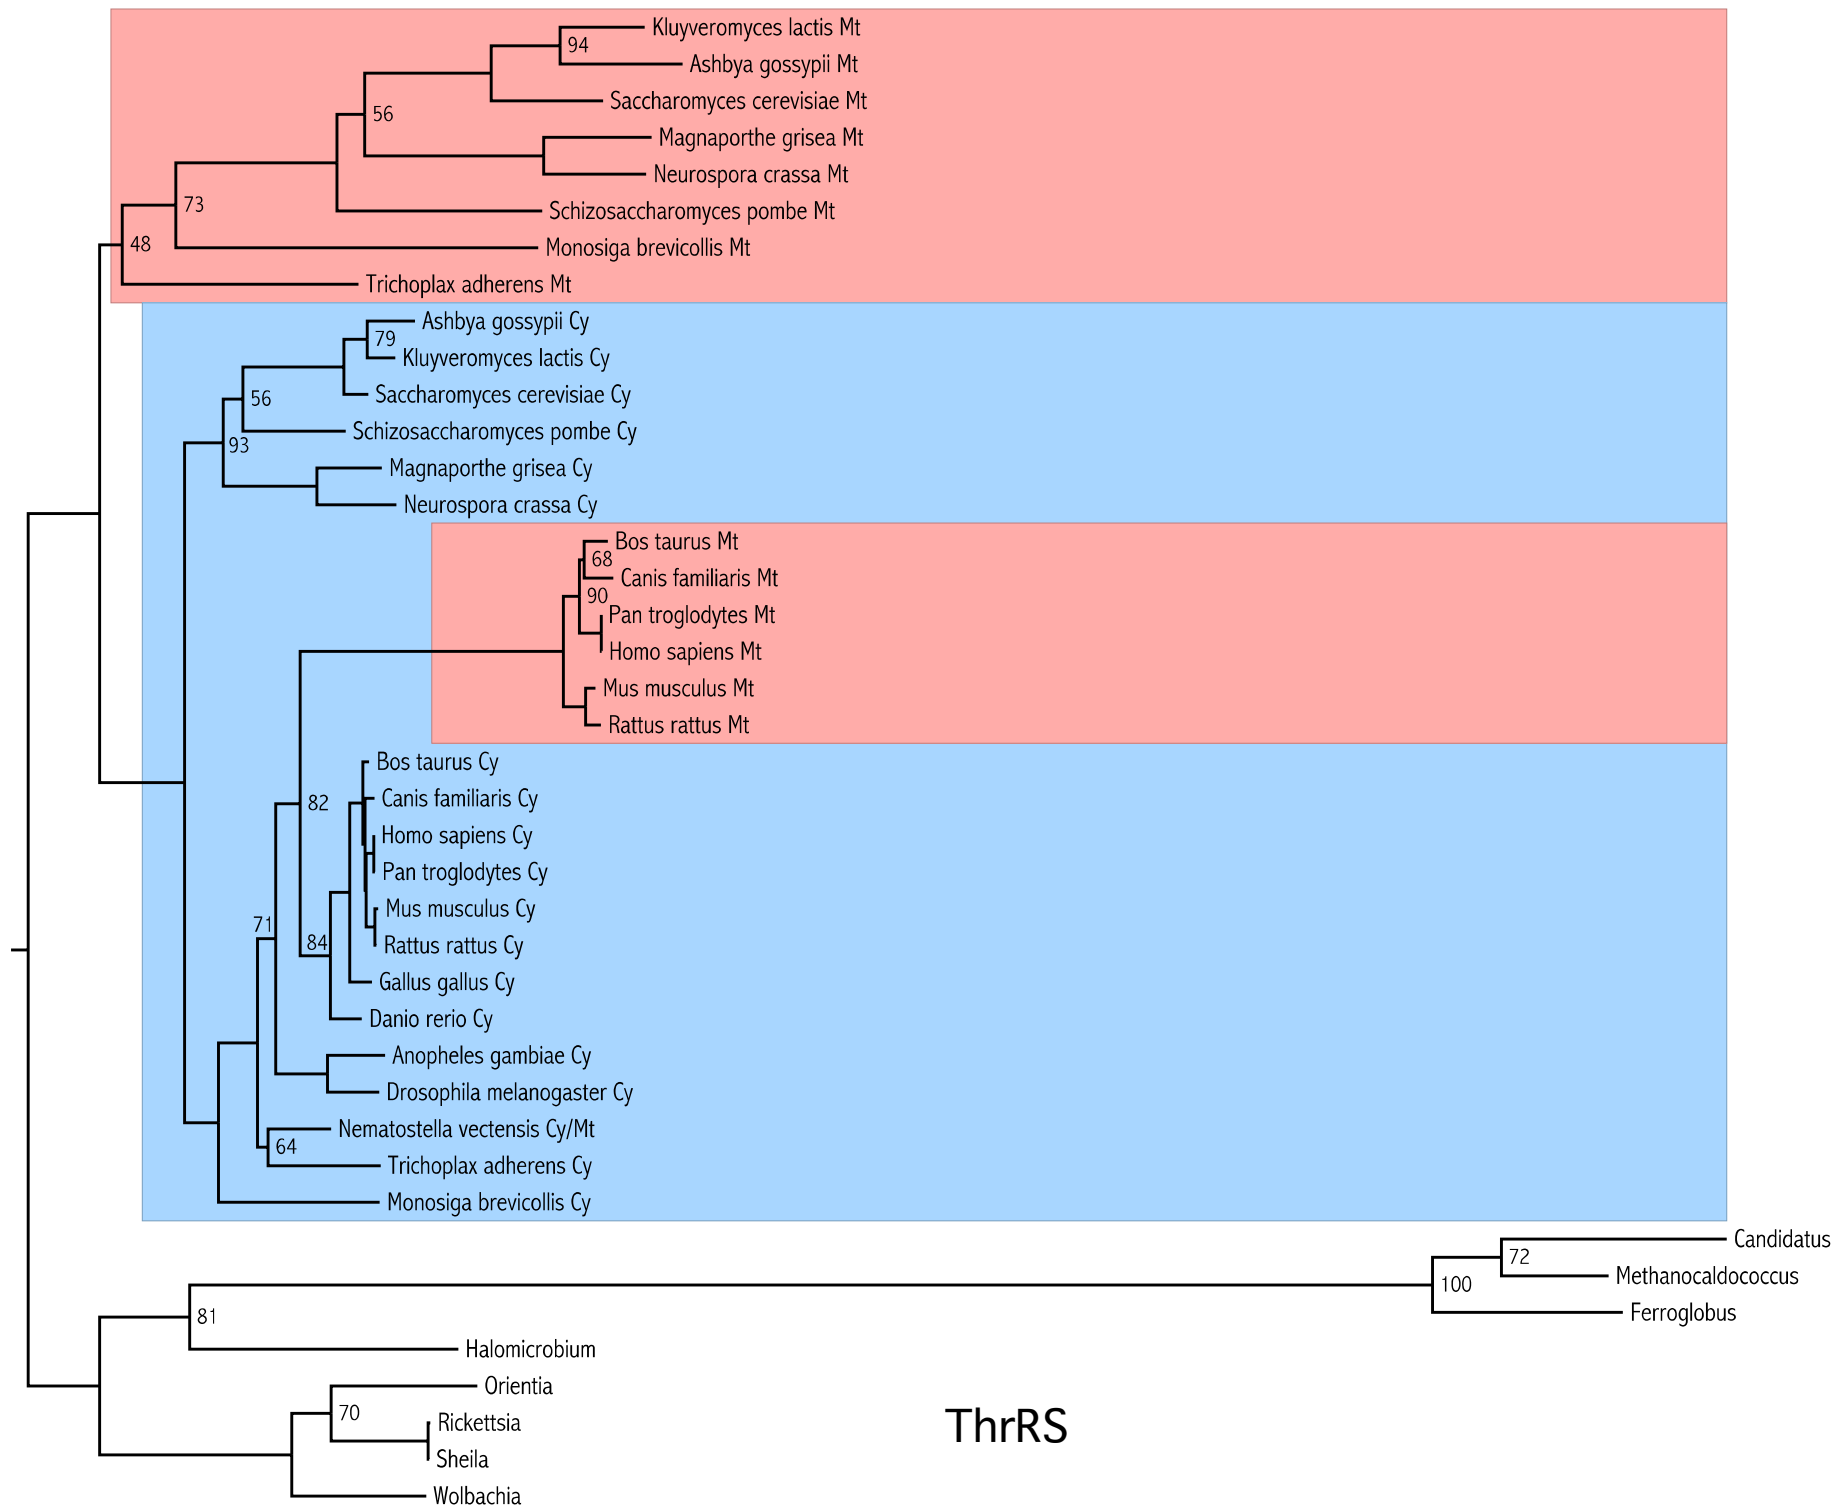 Kluyveromyces lactis Mt
94
Ashbya gossypii Mt
Saccharomyces cerevisiae Mt
56
Magnaporthe grisea Mt
Neurospora crassa Mt
73
Schizosaccharomyces pombe Mt
48
Monosiga brevicollis Mt
Trichoplax adherens Mt
Ashbya gossypii Cy
79
Kluyveromyces lactis Cy
56
Saccharomyces cerevisiae Cy
Schizosaccharomyces pombe Cy
93
Magnaporthe grisea Cy
Neurospora crassa Cy
Bos taurus Mt
68
Canis familiaris Mt
90
Pan troglodytes Mt
Homo sapiens Mt
Mus musculus Mt
Rattus rattus Mt
Bos taurus Cy
82
Canis familiaris Cy
Homo sapiens Cy
Pan troglodytes Cy
71
Mus musculus Cy
84
Rattus rattus Cy
Gallus gallus Cy
Danio rerio Cy
Anopheles gambiae Cy
Drosophila melanogaster Cy
Nematostella vectensis Cy/Mt
64
Trichoplax adherens Cy
Monosiga brevicollis Cy
Candidatus
72
Methanocaldococcus
100
Ferroglobus
81
Halomicrobium
Orientia
70
Rickettsia
ThrRS
Sheila
Wolbachia